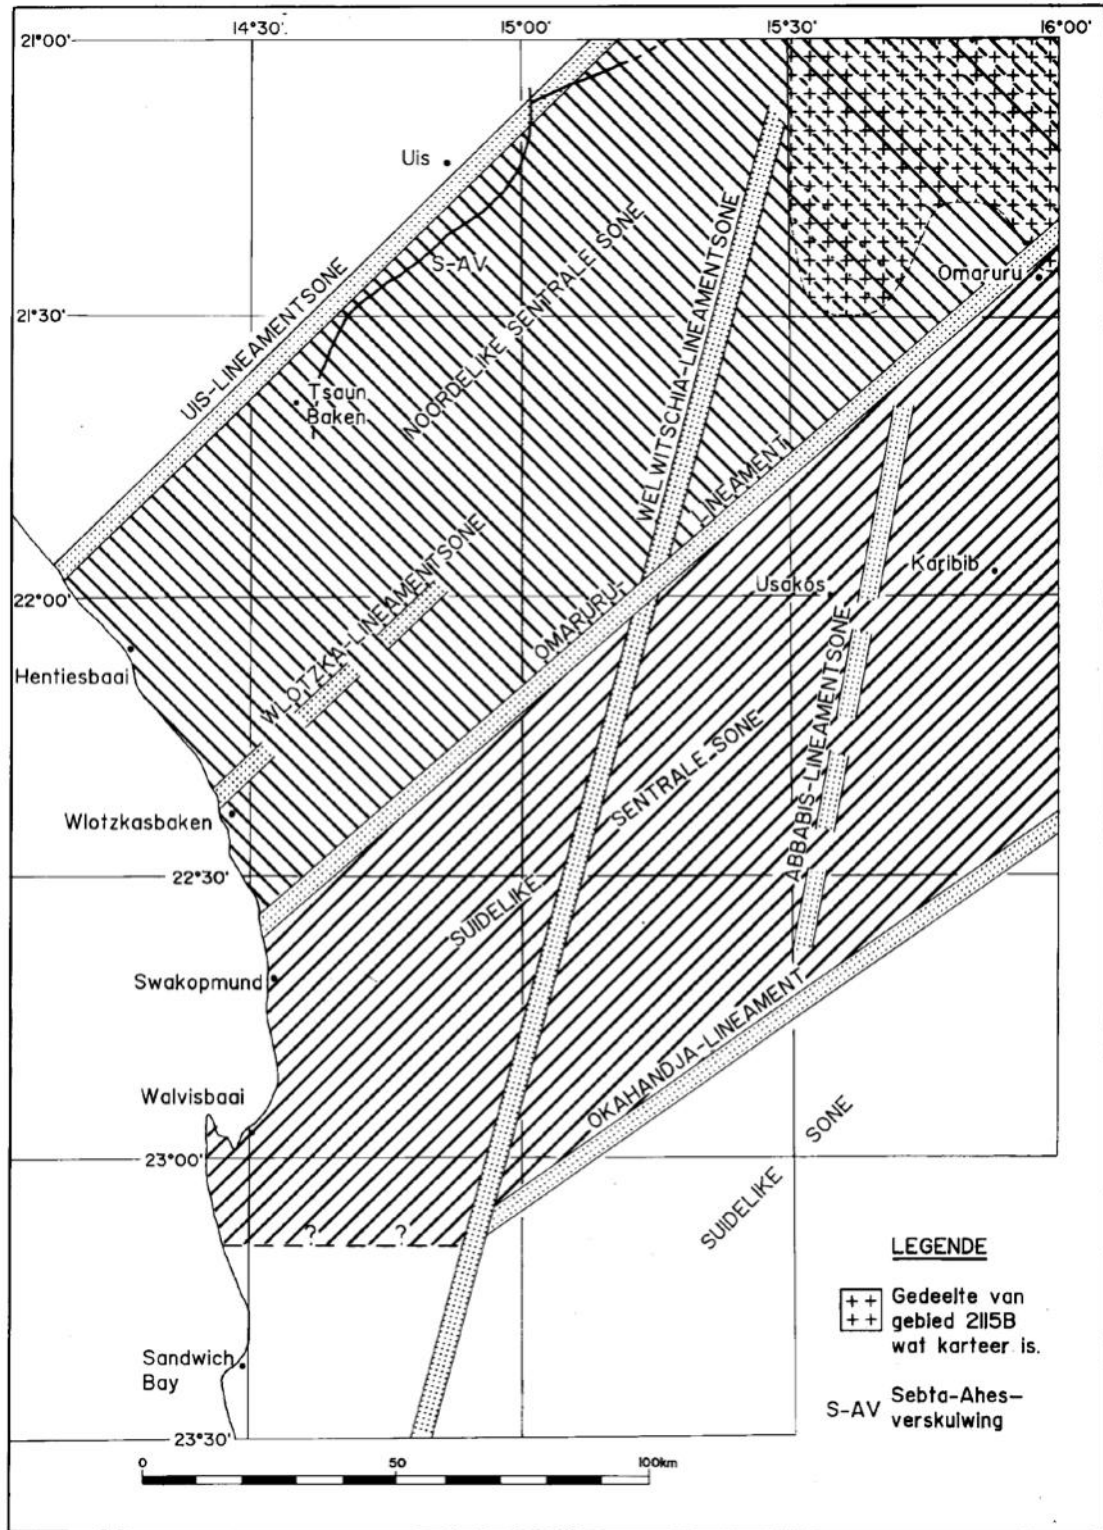 14°30'
15°00'
15°30'
16°00'
21°00'
Uis
S-AV
NOORDELIKE SENTRALE SONE
WELWITSCHIA-LINEAMENTSONE
Omaruru
21°30'
UIS-LINEAMENTSONE
Tsaun
Baken
LINEAMENT
WLOTZKA-LINEAMENTSONE
OMARURU-
Usakos
Karibib
22°00'
Hentiesbaai
SENTRALE SONE
ABBABIS-LINEAMENTSONE
Wlotzkasbaken
22°30'
SUIDELIKE
Swakopmund
OKAHANDJA-LINEAMENT
Walvisbaai
SONE
23°00'
SUIDELIKE
? ?
LEGENDE
Gedeelte van
gebied 2115B
wat karteer is.
Sandwich
Bay
S-AV Sebta-Ahes-
verskuiwing
23°30'
0 50 100km